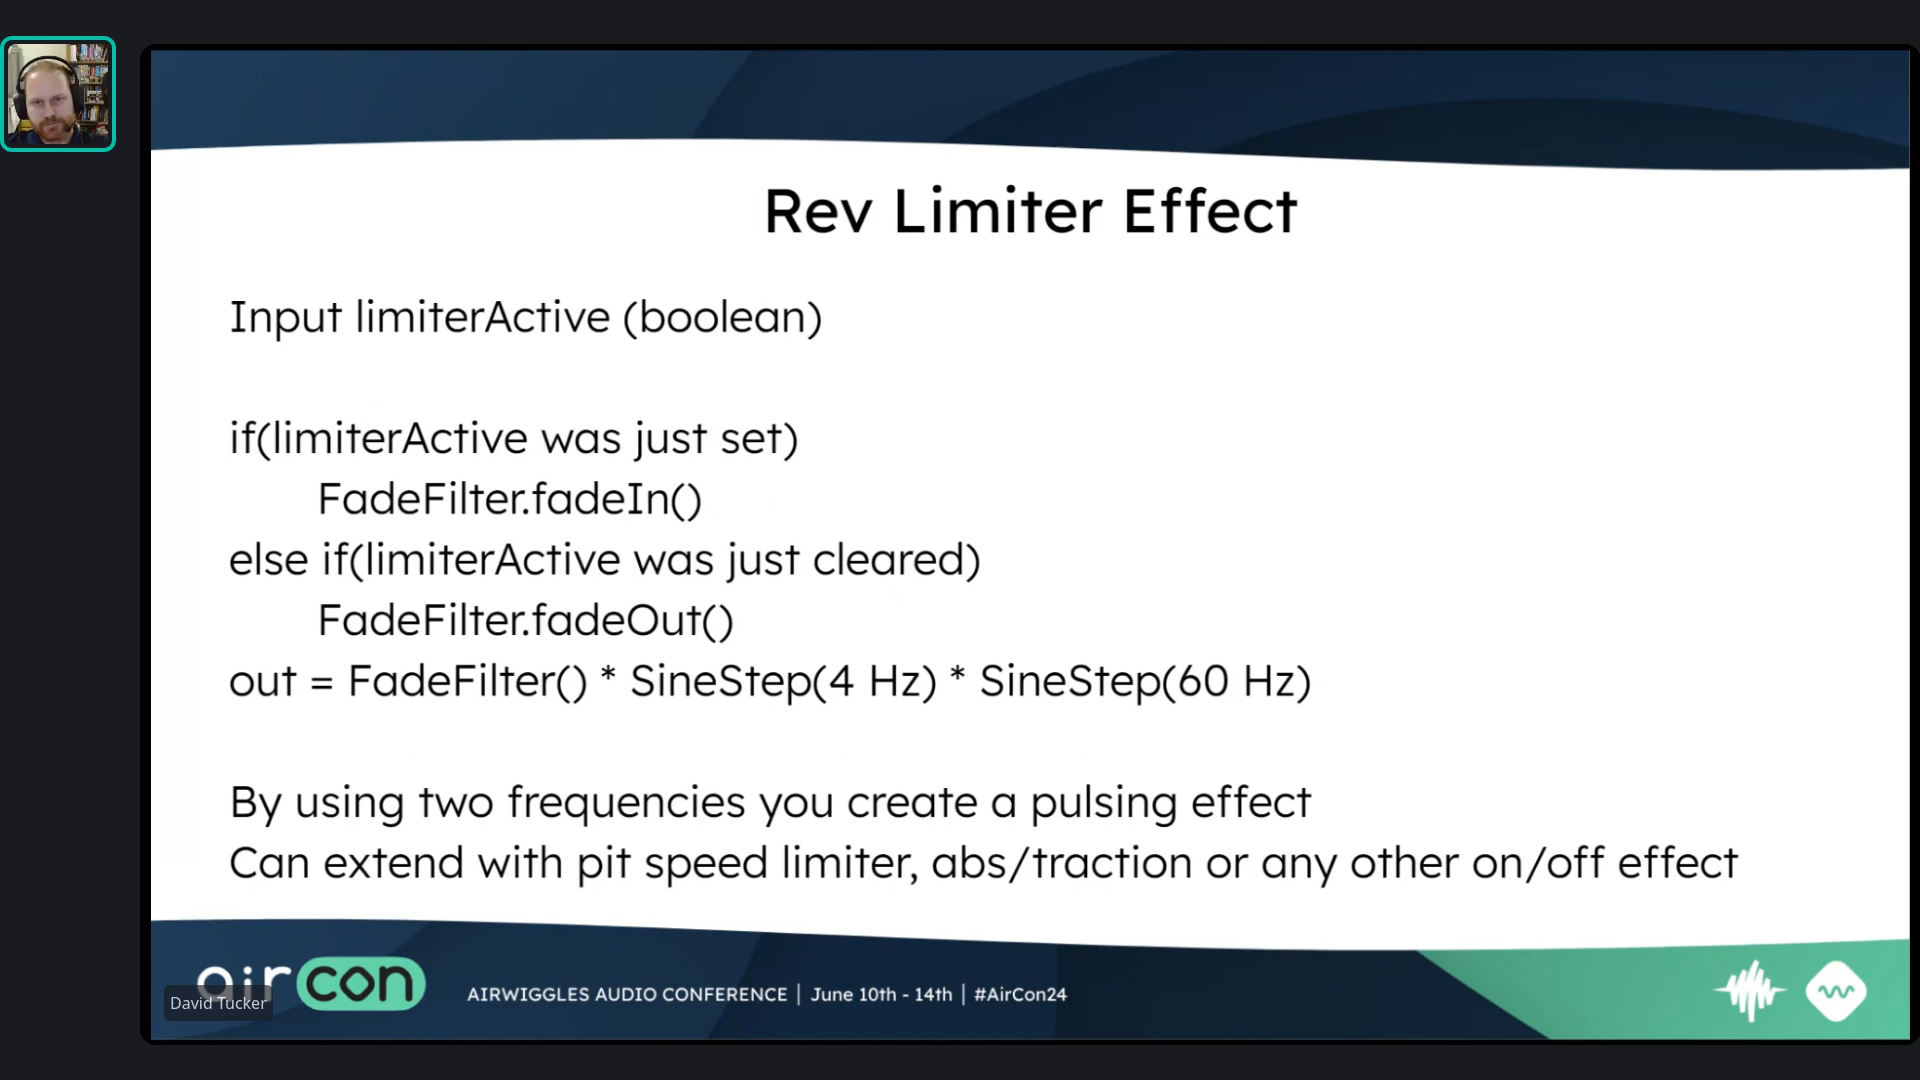 Rev Limiter Effect
Input limiterActive (boolean)
if(limiterActive was just set)
FadeFilter.fadeIn()
else if(limiterActive was just cleared)
FadeFilter.fadeOut()
out = FadeFilter() * SineStep(4 Hz) * SineStep(60 Hz)
By using two frequencies you create a pulsing effect
Can extend with pit speed limiter, abs/traction or any other on/off effect
aircon
David Tucker
AIRWIGGLES AUDIO CONFERENCE | June 10th - 14th | #AirCon24